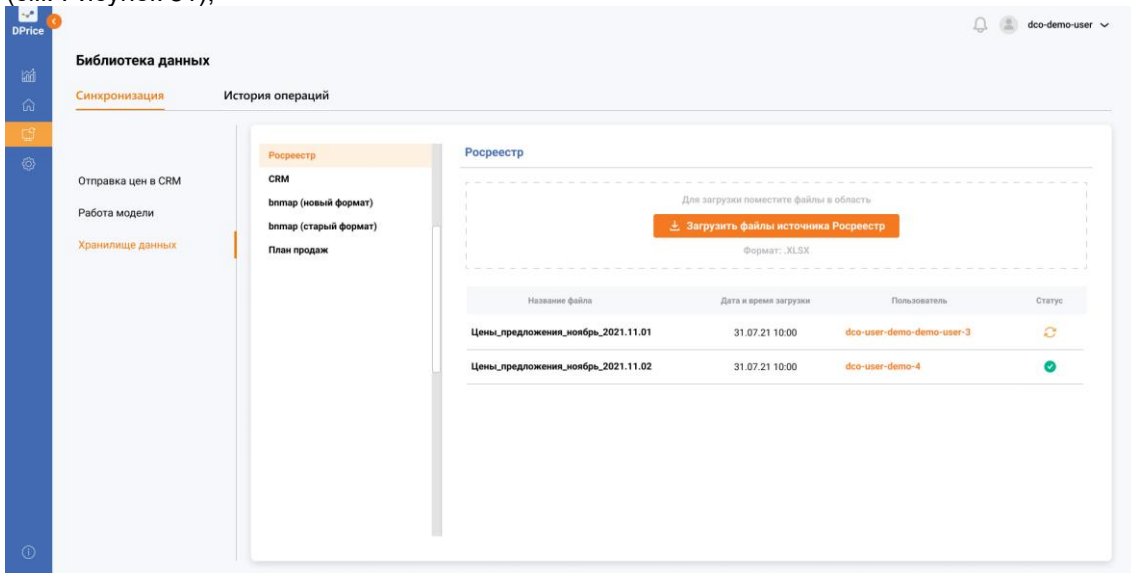 DPrice
dco-demo-user
Библиотека данных
Синхронизация
История операций
Отправка цен в CRM
Работа модели
Хранилище данных
Росреестр
CRM
bnmap (новый формат)
bnmap (старый формат)
План продаж
Росреестр
Для загрузки поместите файлы в область
Загрузить файлы источника Росреестр
Формат: .XLSX
Название файла Дата и время загрузки Пользователь Статус
Цены_предложения_ноябрь_2021.11.01 31.07.21 10:00 dco-user-demo-demo-user-3
Цены_предложения_ноябрь_2021.11.02 31.07.21 10:00 dco-user-demo-4